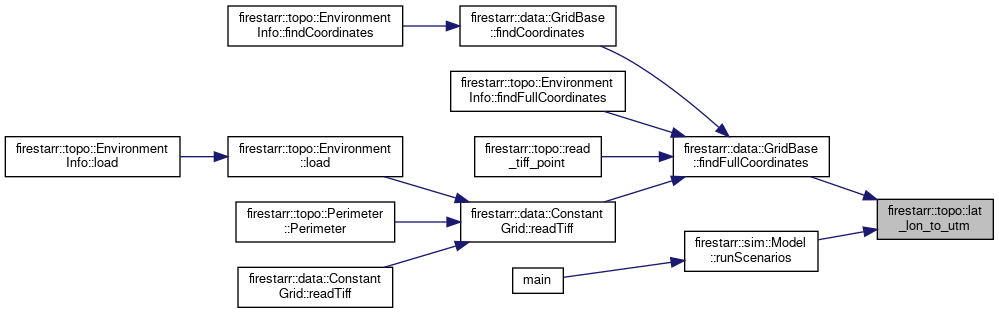 firestarr::topo::Environment
Info::findCoordinates
firestarr::data::GridBase
::findCoordinates
firestarr::topo::Environment
Info::findFullCoordinates
firestarr::topo::Environment
Info::load
firestarr::topo::Environment
::load
firestarr::topo::read
_tiff_point
firestarr::data::GridBase
::findFullCoordinates
firestarr::topo::Perimeter
::Perimeter
firestarr::data::Constant
Grid::readTiff
firestarr::topo::lat
_lon_to_utm
firestarr::sim::Model
::runScenarios
firestarr::data::Constant
Grid::readTiff
main